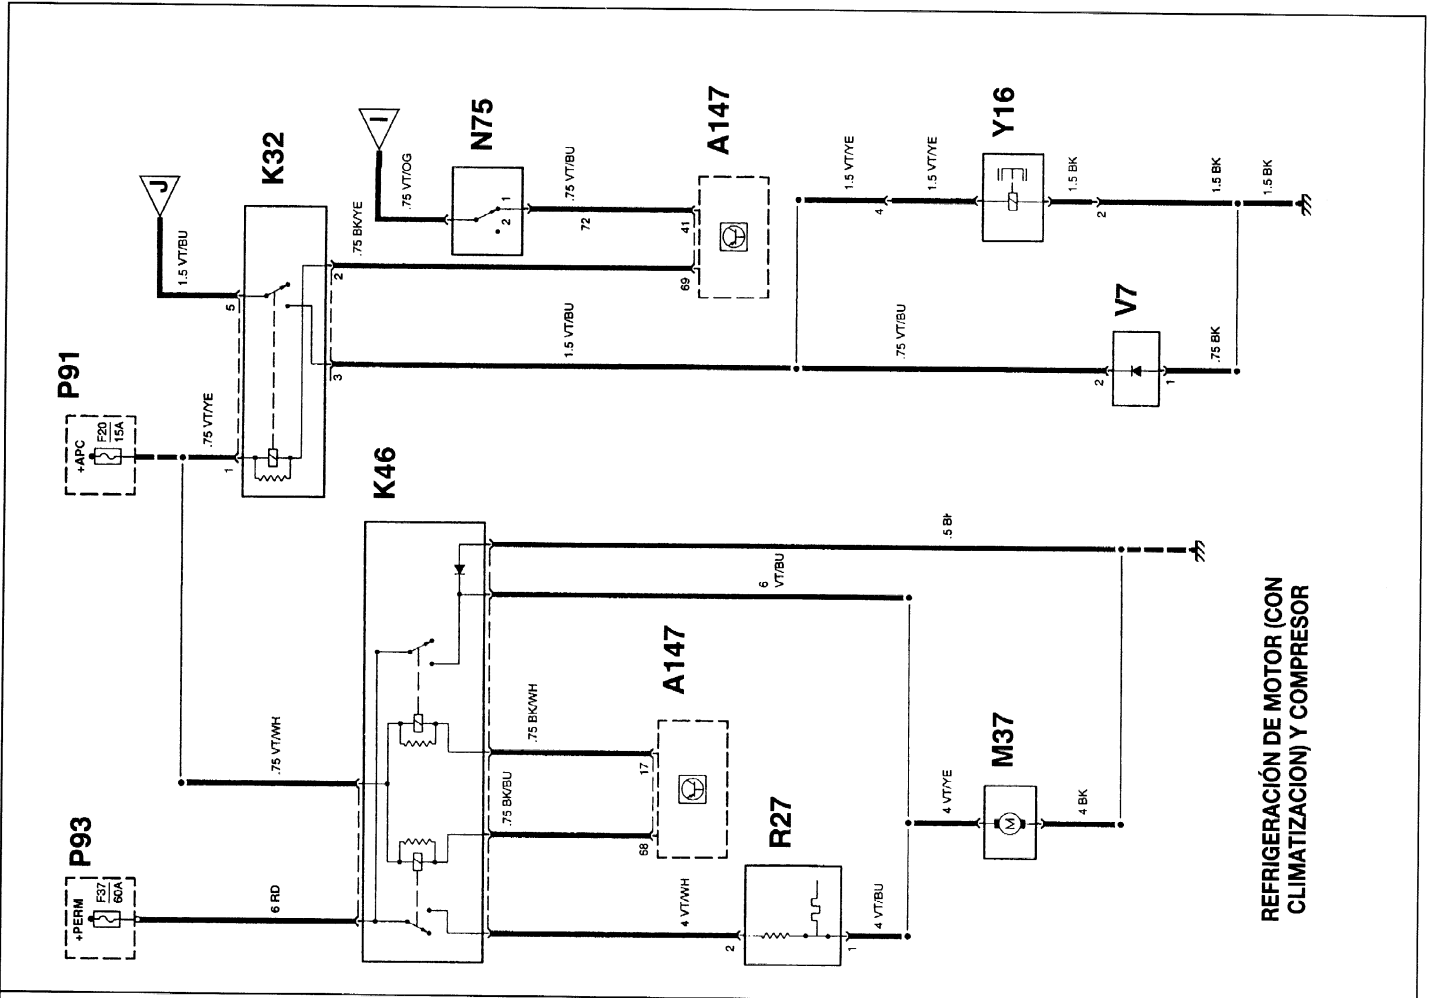 P93
+PERM
F37
60A
6 RD
P91
+APC
F20
15A
.75 VT/YE
1
.75 VT/WH
J
1.5 VT/BU
5
K32
3
2
.75 BK/YE
1.5 VT/BU
I
.75 VT/OG
N75
2
1
.75 VT/BU
72
41
69
A147
K46
4 VT/WH
.75 BK/BU
.75 BK/WH
68
17
A147
6
VT/BU
R27
2
1
4 VT/BU
4 VT/YE
M37
M
4 BK
.75 VT/BU
V7
2
1
.75 BK
1.5 VT/YE
4
1.5 VT/YE
Y16
1.5 BK
2
1.5 BK
1.5 BK
REFRIGERACIÓN DE MOTOR (CON
CLIMATIZACION) Y COMPRESOR